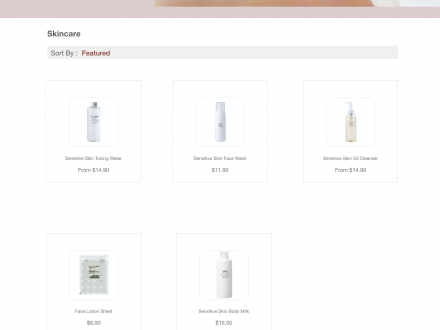 Skincare
Sort By : Featured
Sensitive Skin Toning Water
From $14.90
Sensitive Skin Face Wash
$11.90
Sensitive Skin Oil Cleanser
From $14.90
Face Lotion Sheet
$8.90
Sensitive Skin Body Milk
$16.50